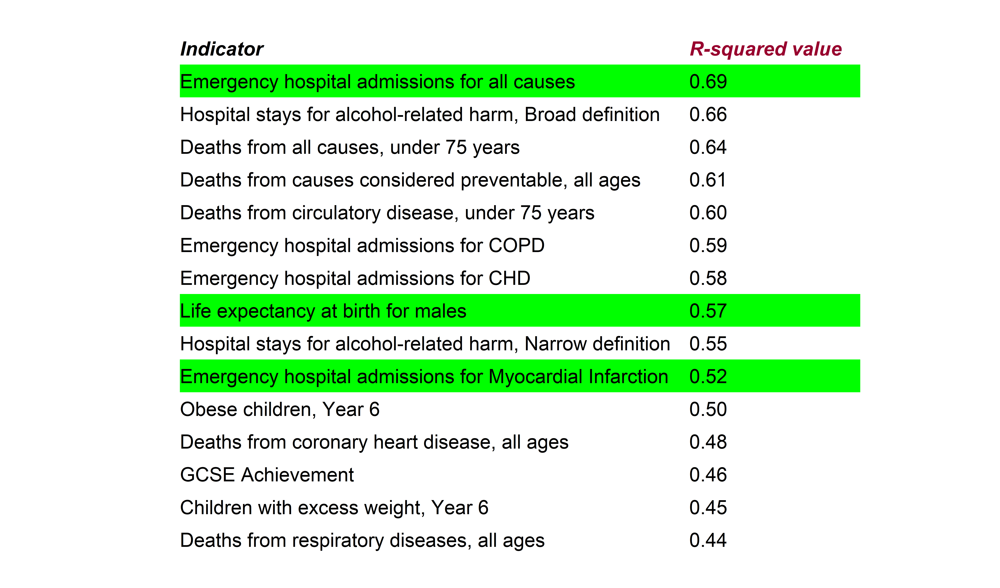 Indicator R-squared value
Emergency hospital admissions for all causes 0.69
Hospital stays for alcohol-related harm, Broad definition 0.66
Deaths from all causes, under 75 years 0.64
Deaths from causes considered preventable, all ages 0.61
Deaths from circulatory disease, under 75 years 0.60
Emergency hospital admissions for COPD 0.59
Emergency hospital admissions for CHD 0.58
Life expectancy at birth for males 0.57
Hospital stays for alcohol-related harm, Narrow definition 0.55
Emergency hospital admissions for Myocardial Infarction 0.52
Obese children, Year 6 0.50
Deaths from coronary heart disease, all ages 0.48
GCSE Achievement 0.46
Children with excess weight, Year 6 0.45
Deaths from respiratory diseases, all ages 0.44